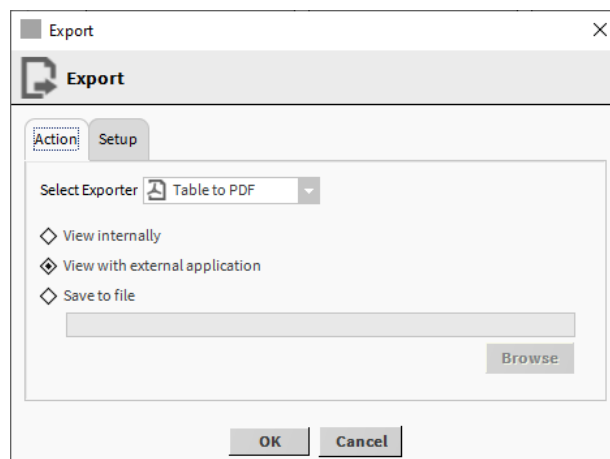 Export
Export
Action Setup
Select Exporter Table to PDF
View internally
View with external application
Save to file
Browse
OK Cancel